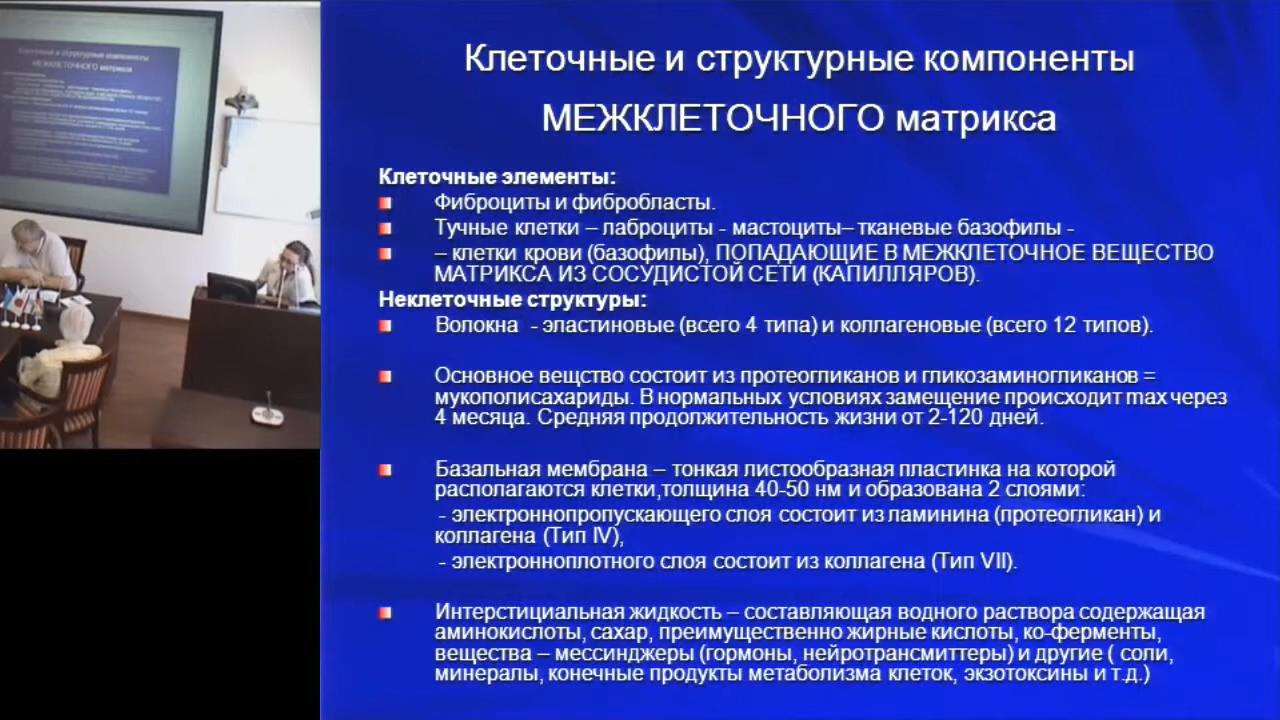 Клеточные и структурные компоненты
МЕЖКЛЕТОЧНОГО матрикса
Клеточные элементы:
Фиброциты и фибробласты.
Тучные клетки – лаброциты - мастоциты– тканевые базофилы -
– клетки крови (базофилы), ПОПАДАЮЩИЕ В МЕЖКЛЕТОЧНОЕ ВЕЩЕСТВО
МАТРИКСА ИЗ СОСУДИСТОЙ СЕТИ (КАПИЛЛЯРОВ).
Неклеточные структуры:
Волокна - эластиновые (всего 4 типа) и коллагеновые (всего 12 типов).
Основное вещство состоит из протеогликанов и гликозаминогликанов =
мукополисахариды. В нормальных условиях замещение происходит max через
4 месяца. Средняя продолжительность жизни от 2-120 дней.
Базальная мембрана – тонкая листообразная пластинка на которой
располагаются клетки,толщина 40-50 нм и образована 2 слоями:
- электроннопропускающего слоя состоит из ламинина (протеогликан) и
коллагена (Тип IV),
- электронноплотного слоя состоит из коллагена (Тип VII).
Интерстициальная жидкость – составляющая водного раствора содержащая
аминокислоты, сахар, преимущественно жирные кислоты, ко-ферменты,
вещества – мессинджеры (гормоны, нейротрансмиттеры) и другие ( соли,
минералы, конечные продукты метаболизма клеток, экзотоксины и т.д.)